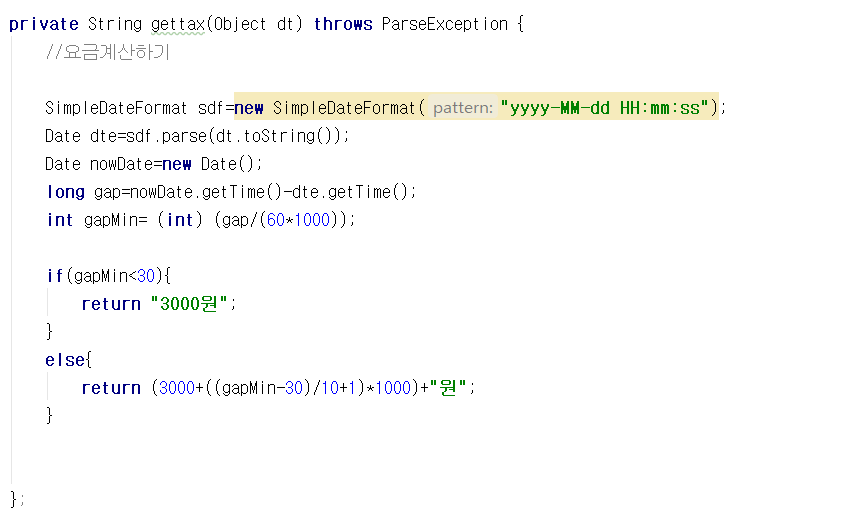 private String gettax(Object dt) throws ParseException {
//요금계산하기
SimpleDateFormat sdf=new SimpleDateFormat( pattern: "yyyy-MM-dd HH:mm:ss");
Date dte=sdf.parse(dt.toString());
Date nowDate=new Date();
long gap=nowDate.getTime()-dte.getTime();
int gapMin= (int) (gap/(60*1000));
if(gapMin<30){
return "3000원";
}
else{
return (3000+((gapMin-30)/10+1)*1000)+"원";
}
};